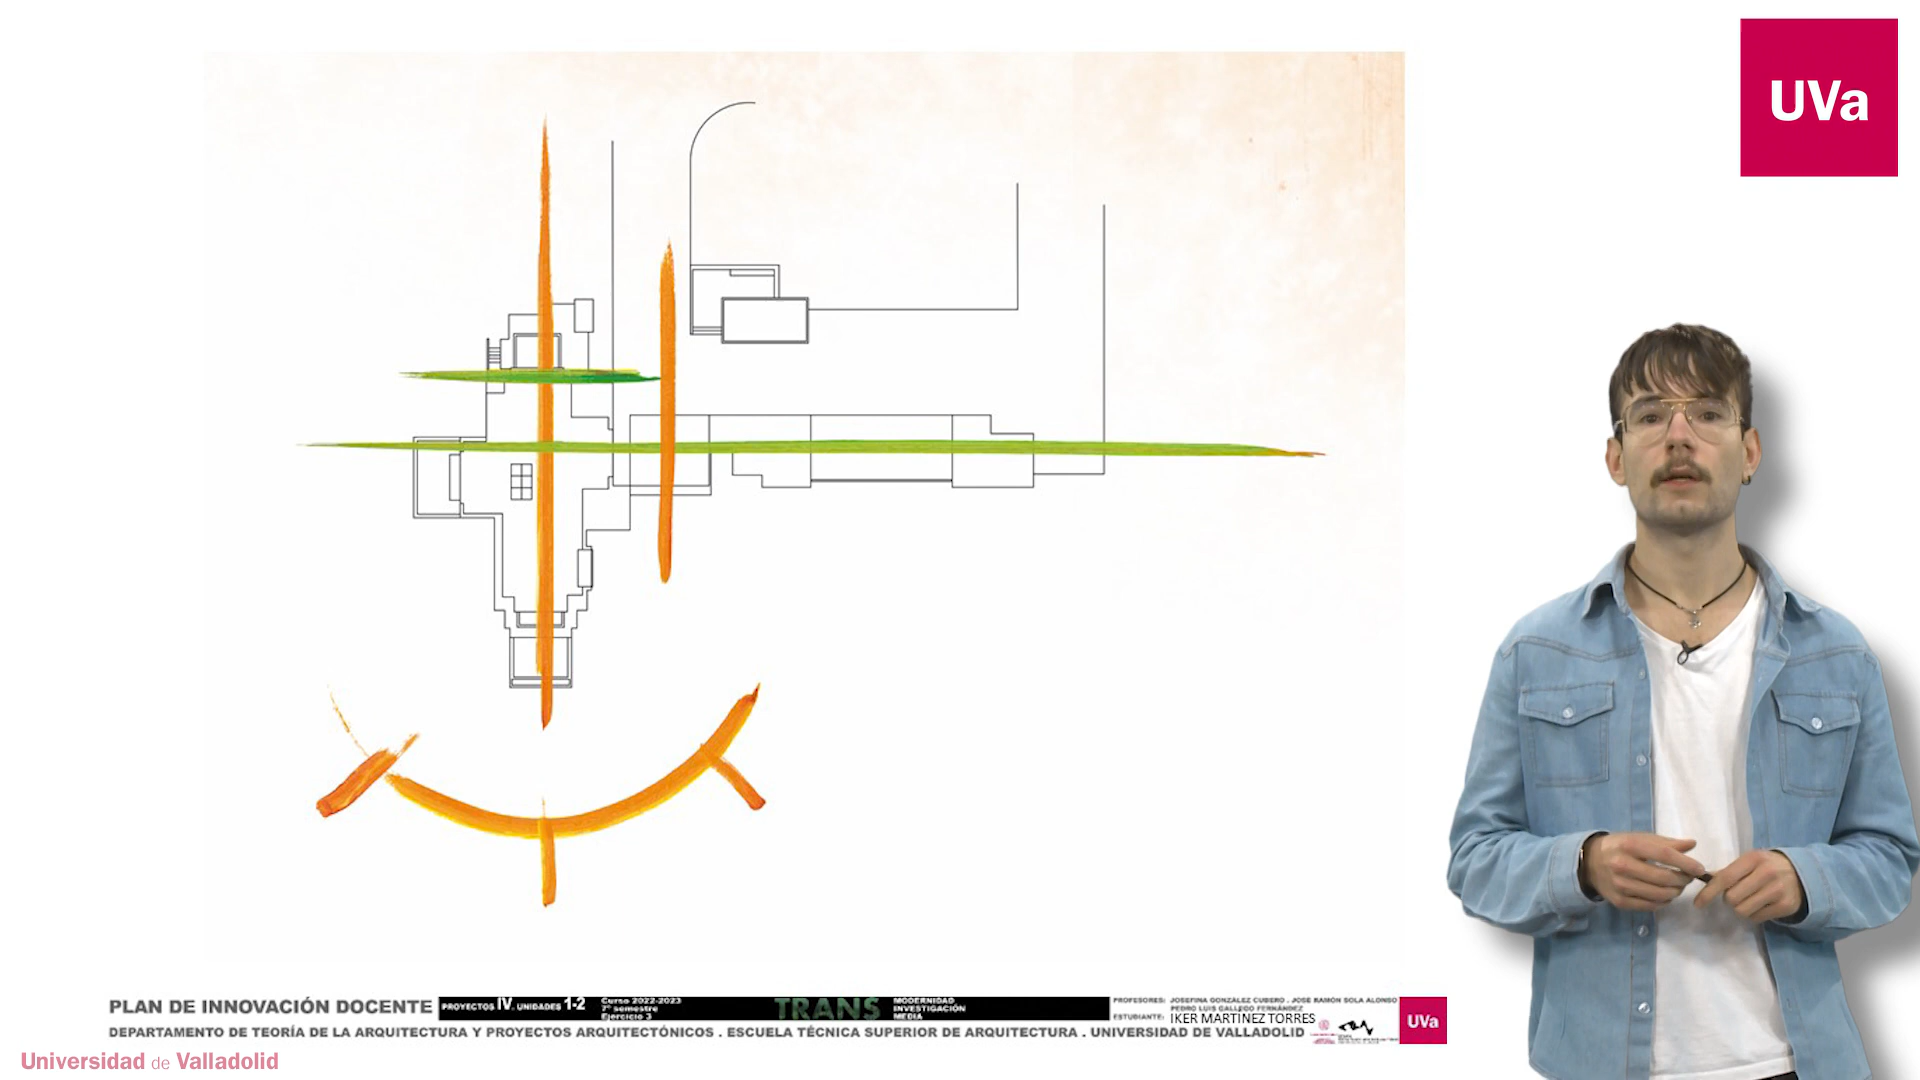 UVa
PLAN DE INNOVACIÓN DOCENTE
PROYECTOS IV. UNIDADES 1-2
Curso 2022-2023
7º semestre
Ejercicio 3
TRANS
MODERNIDAD
INVESTIGACIÓN
MEDIA
PROFESORES: JOSEFINA GONZÁLEZ CUBERO . JOSE RAMÓN SOLA ALONSO
PEDRO LUIS GALLEGO FERNÁNDEZ
ESTUDIANTE: IKER MARTINEZ TORRES
UVa
DEPARTAMENTO DE TEORÍA DE LA ARQUITECTURA Y PROYECTOS ARQUITECTÓNICOS . ESCUELA TÉCNICA SUPERIOR DE ARQUITECTURA . UNIVERSIDAD DE VALLADOLID
Universidad de Valladolid